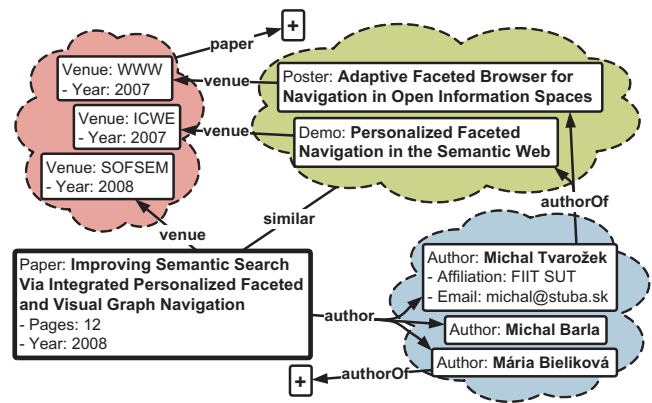 paper
+
Venue: WWW
- Year: 2007
venue
Poster: Adaptive Faceted Browser for
Navigation in Open Information Spaces
Venue: ICWE
- Year: 2007
venue
Demo: Personalized Faceted
Navigation in the Semantic Web
Venue: SOFSEM
- Year: 2008
authorOf
similar
venue
Paper: Improving Semantic Search
Via Integrated Personalized Faceted
and Visual Graph Navigation
- Pages: 12
- Year: 2008
Author: Michal Tvarožek
- Affiliation: FIIT SUT
- Email: michal@stuba.sk
author
Author: Michal Barla
Author: Mária Bieliková
authorOf
+